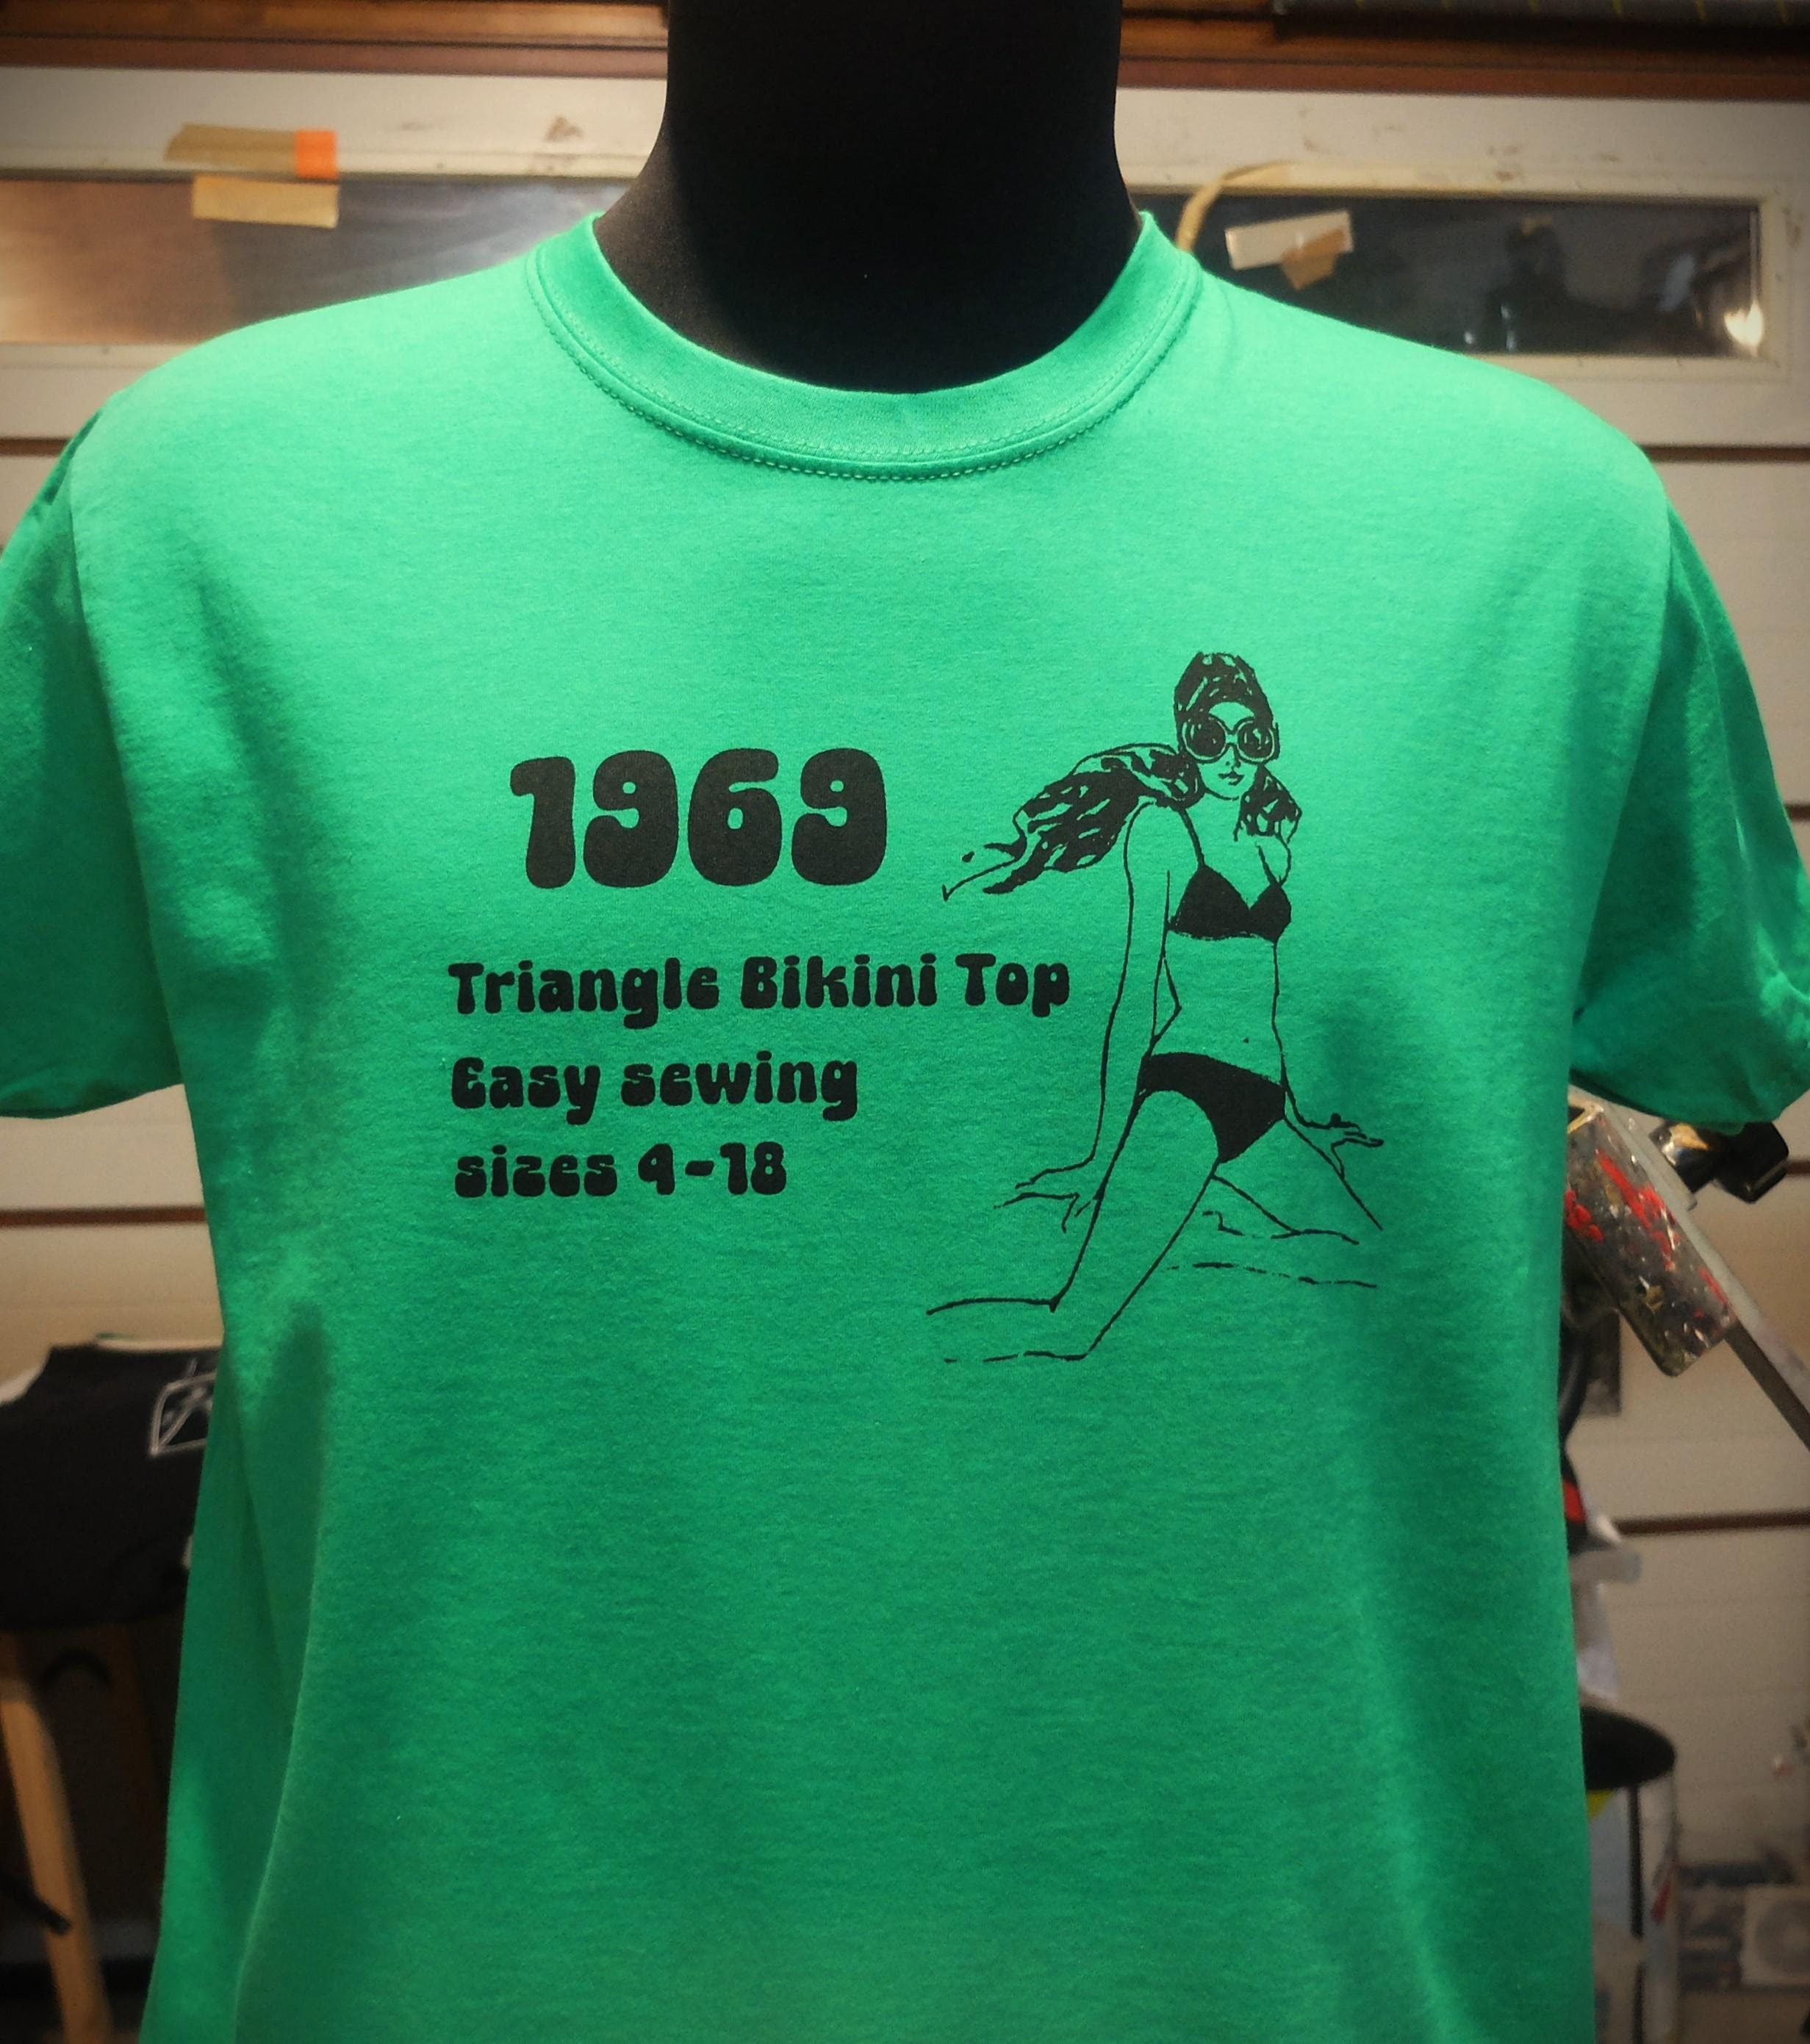 1969
Triangle Bikini Top
Easy sewing
sizes 4-18